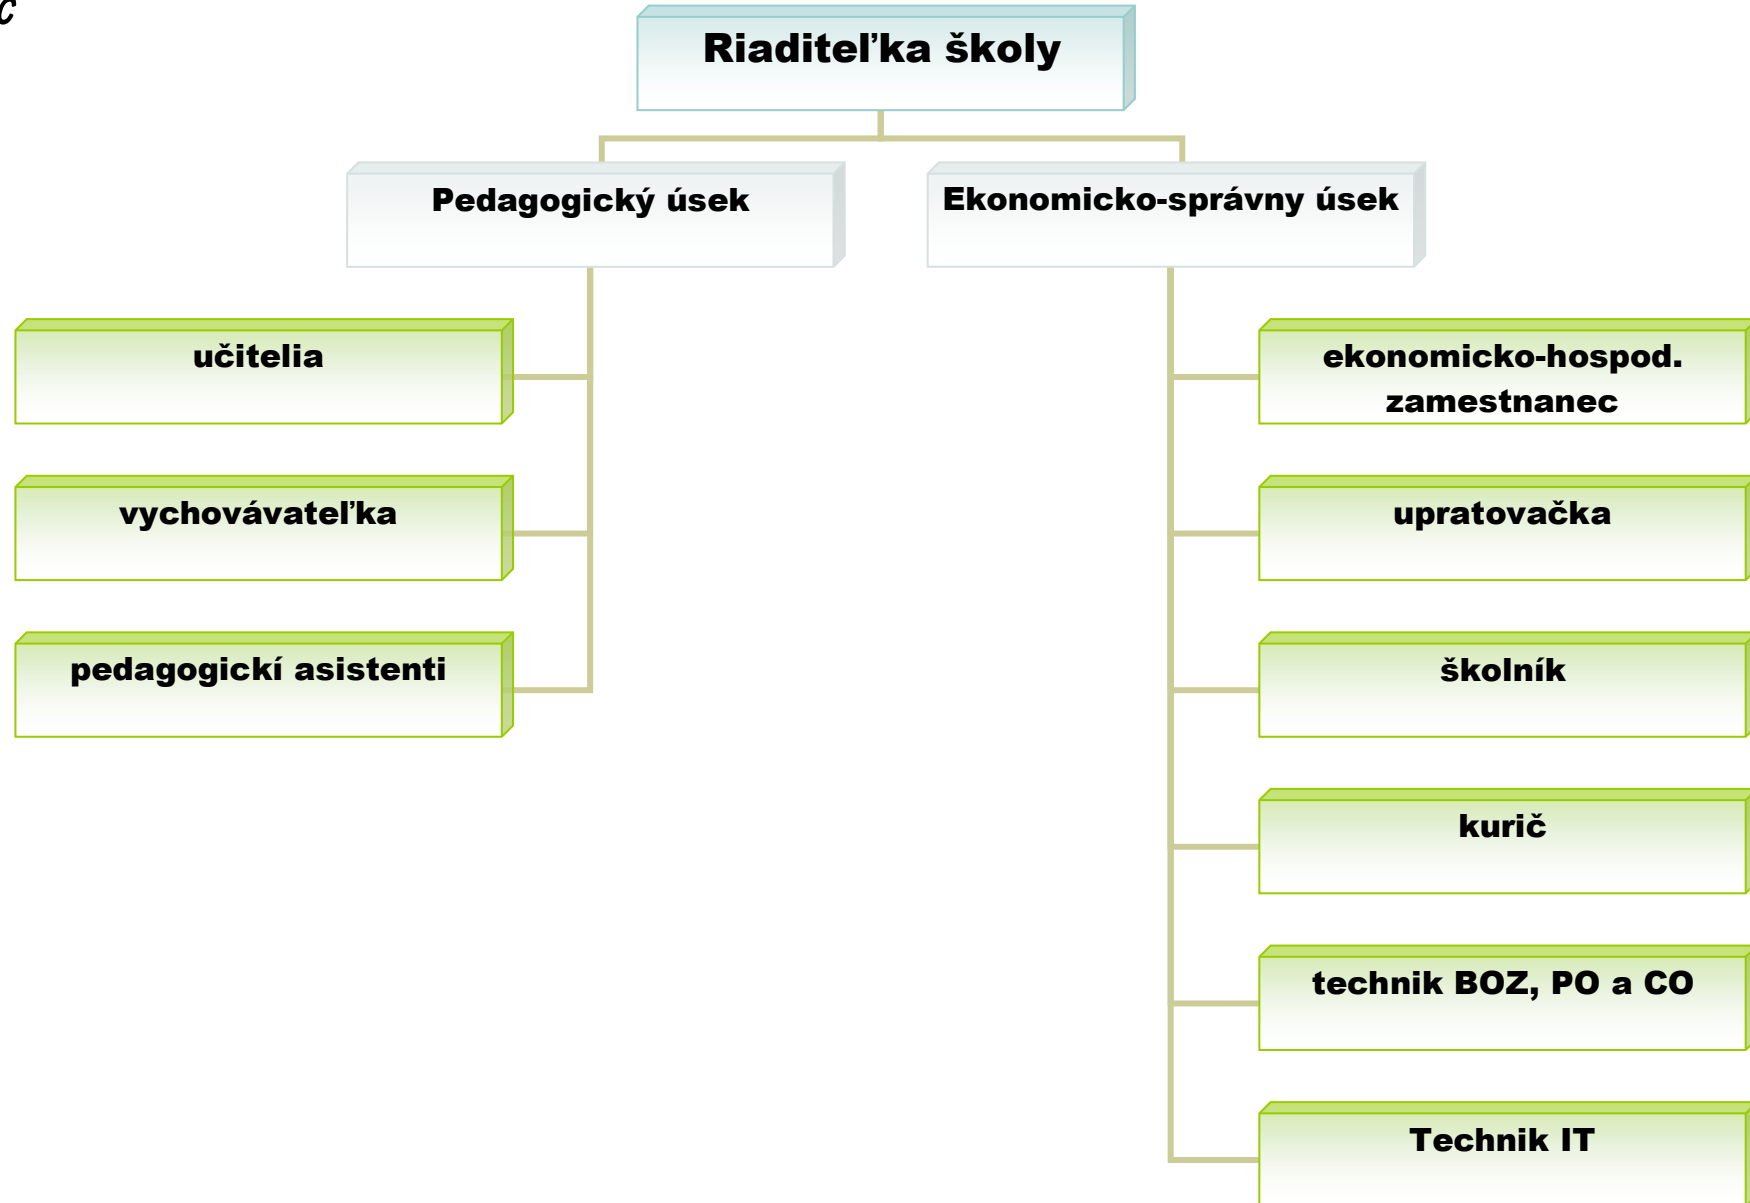 Riaditeľka školy
Pedagogický úsek
Ekonomicko-správny úsek
učitelia
vychovávateľka
pedagogickí asistenti
ekonomicko-hospod.
zamestnanec
upratovačka
školník
kurič
technik BOZ, PO a CO
Technik IT